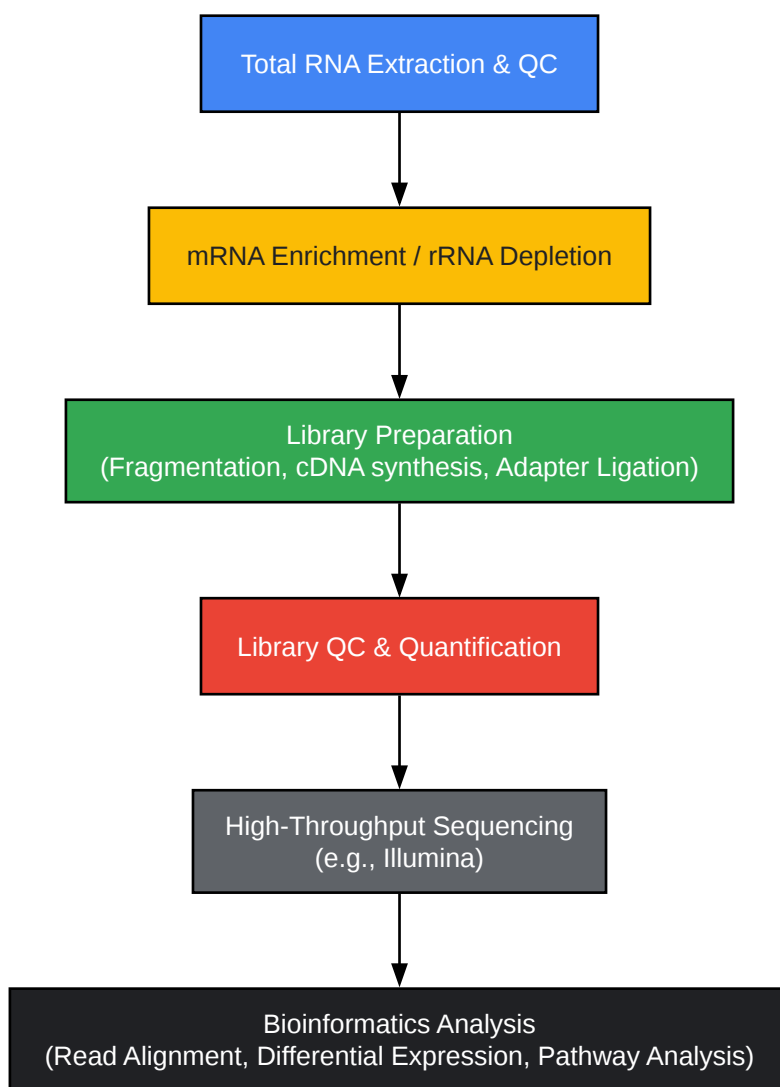 Total RNA Extraction & QC
mRNA Enrichment / rRNA Depletion
Library Preparation
(Fragmentation, cDNA synthesis, Adapter Ligation)
Library QC & Quantification
High-Throughput Sequencing
(e.g., Illumina)
Bioinformatics Analysis
(Read Alignment, Differential Expression, Pathway Analysis)